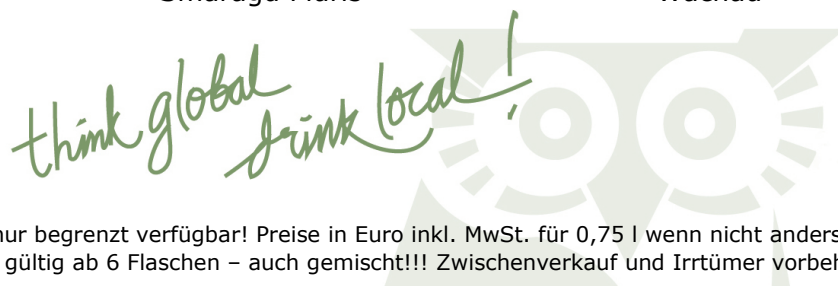 think global
drink local!
nur begrenzt verfügbar! Preise in Euro inkl. MwSt. für 0,75 l wenn nicht anders
gültig ab 6 Flaschen – auch gemischt!!! Zwischenverkauf und Irrtümer vorbeh